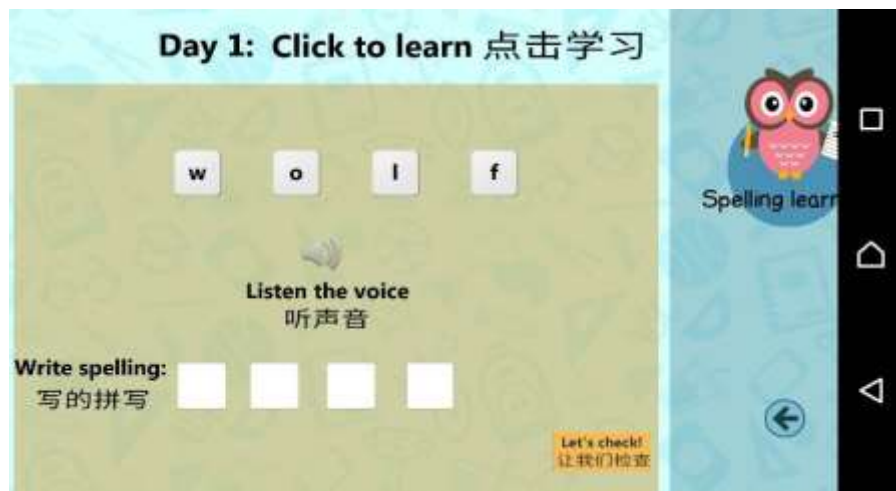 Day 1: Click to learn 点击学习
w o l f
Listen the voice
听声音
Write spelling:
写的拼写
Let's check!
让我们检查
Spelling learn